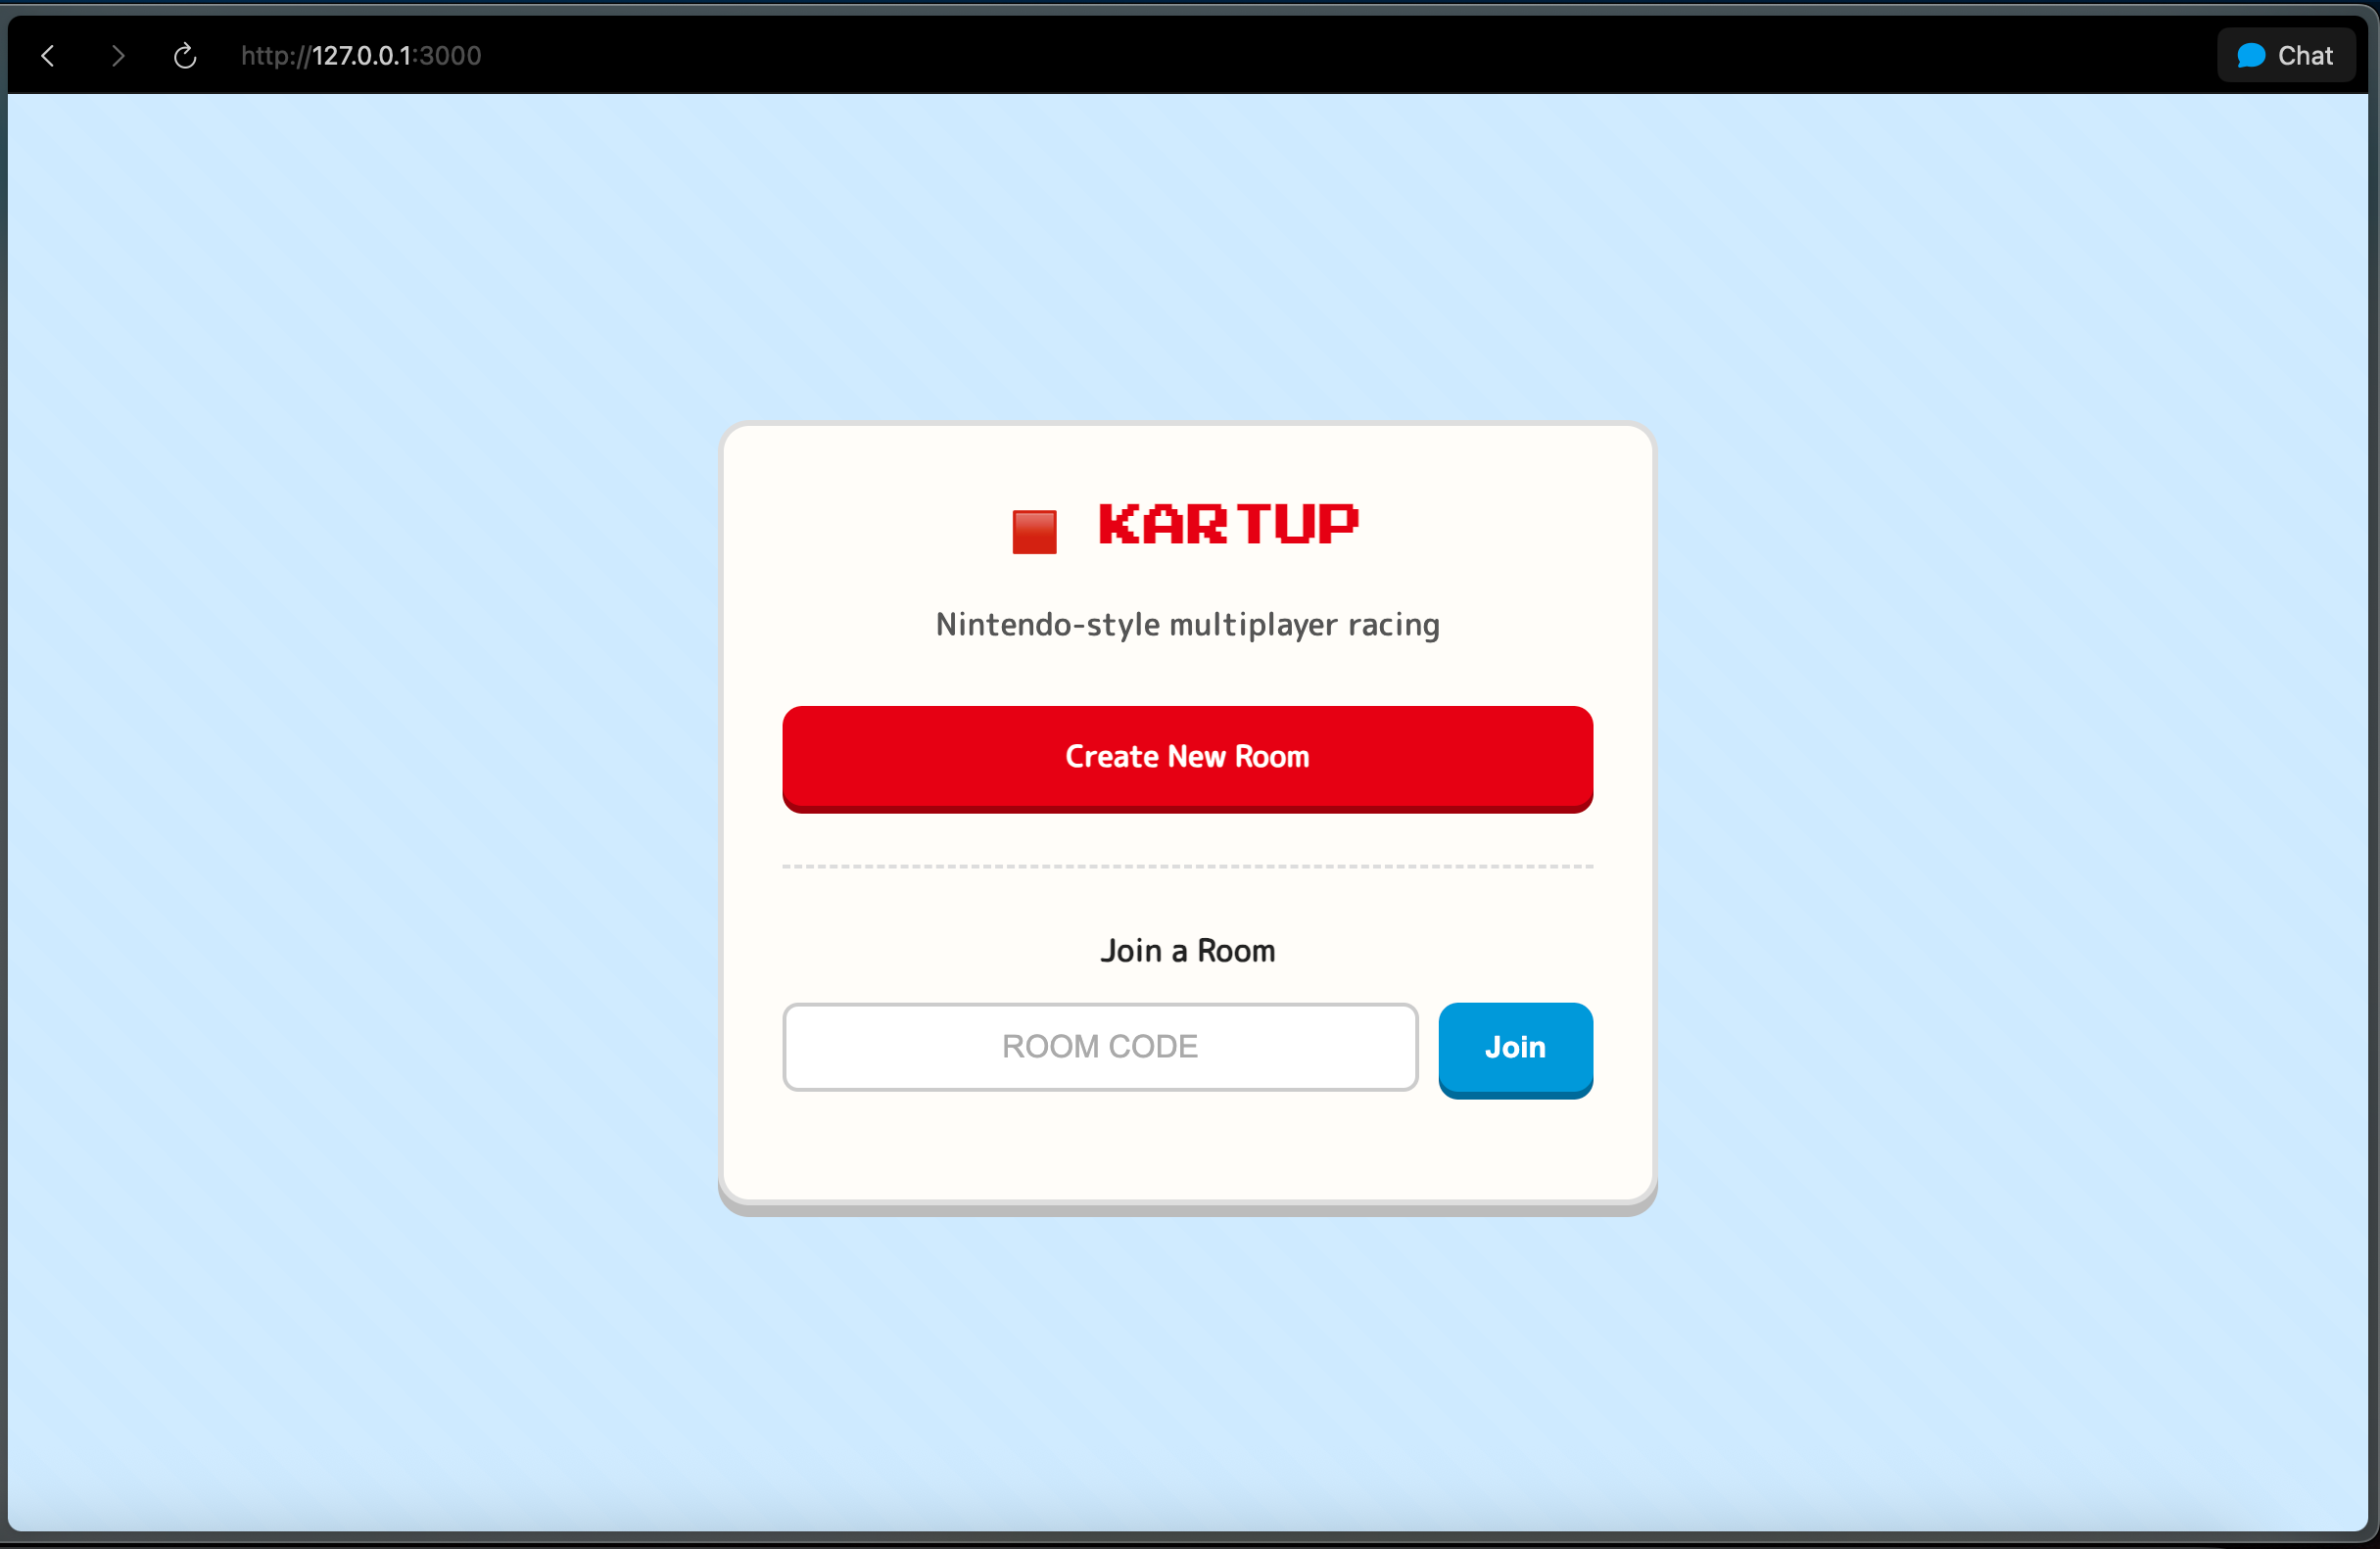 http://127.0.0.1:3000
Chat
KARTUP
Nintendo-style multiplayer racing
Create New Room
Join a Room
ROOM CODE
Join